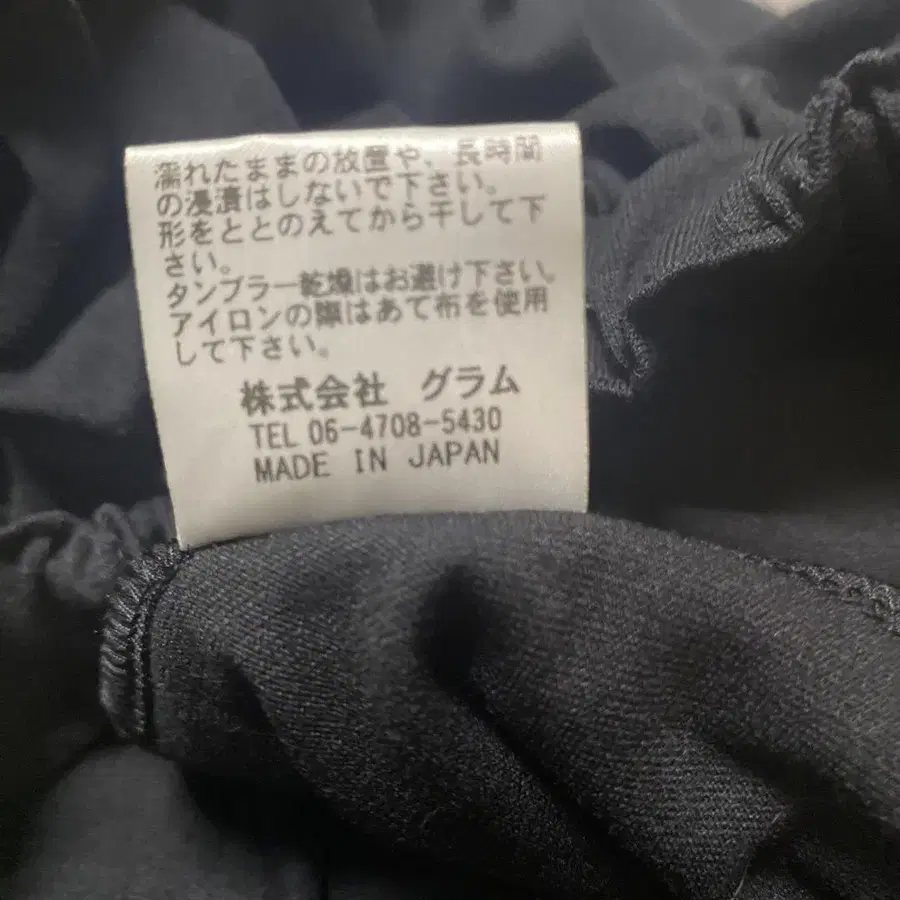 濡れたままの放置や、長時間
の浸漬はしないで下さい。
形をととのえてから干して下
さい。
タンブラー乾燥はお避け下さい。
アイロンの際はあて布を使用
して下さい。
株式会社 グラム
TEL 06-4708-5430
MADE IN JAPAN